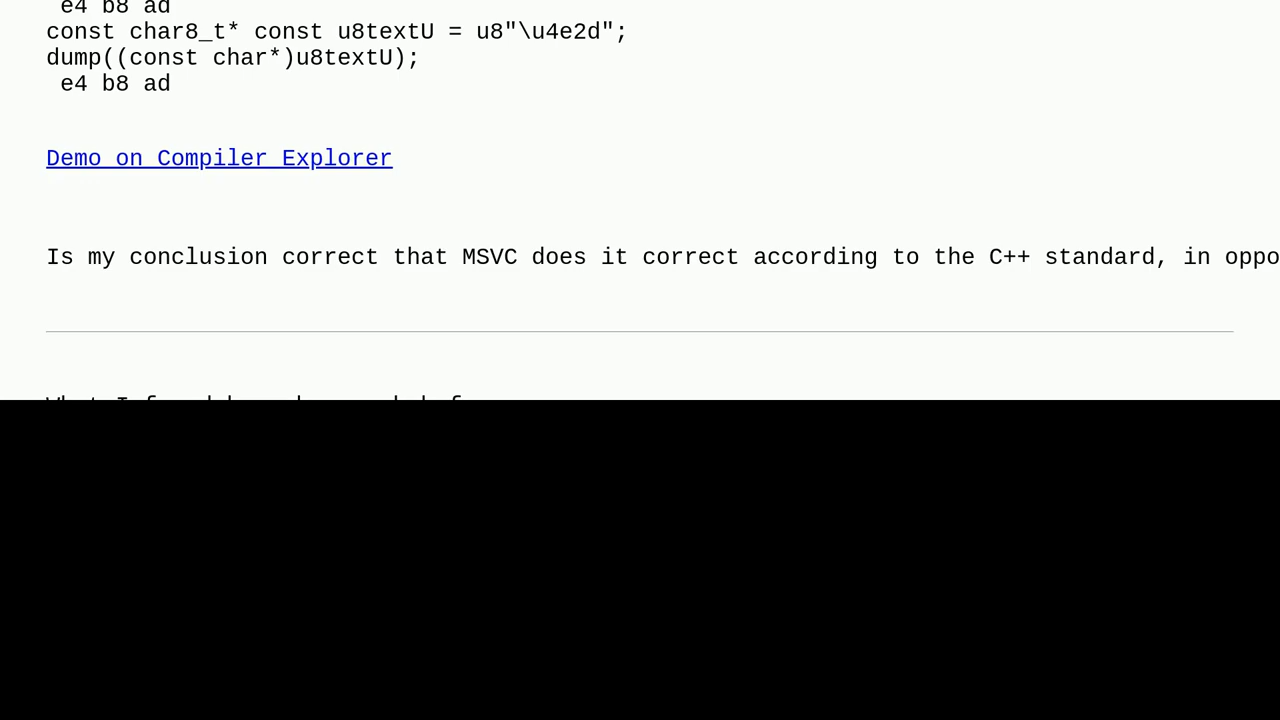 e4 b8 ad
const char8_t* const u8textU = u8"\u4e2d";
dump((const char*)u8textU);
e4 b8 ad
Demo on Compiler Explorer
Is my conclusion correct that MSVC does it correct according to the C++ standard, in